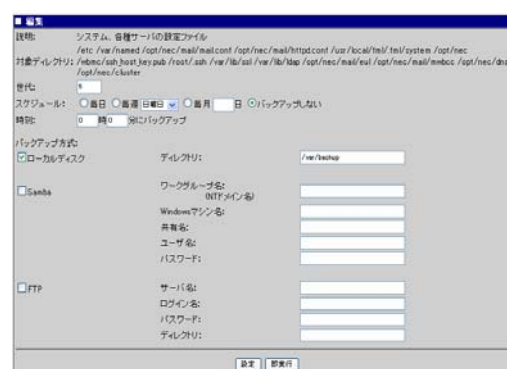 ■ 編集
説明: システム、各種サーバの設定ファイル
対象ディレクトリ: /etc /var/named /opt/nec/mail/mail.conf /opt/nec/mail/httpd.conf /usr/local/fml/.fml/system /opt/nec
/wbmc/ssh_host_key.pub /root/.ssh /var/lib/ssl /var/lib/ldap /opt/nec/mail/eul /opt/nec/mail/mmbcc /opt/nec/dns
/opt/nec/cluster
世代: 5
スケジュール: 毎日 毎週 日曜日 毎月 日 バックアップしない
時刻: 0 時 0 分にバックアップ
バックアップ方式:
ローカルディスク ディレクトリ: /var/backup
Samba ワークグループ名:
(NTドメイン名)
Windowsマシン名:
共有名:
ユーザ名:
パスワード:
FTP サーバ名:
ログイン名:
パスワード:
ディレクトリ:
設定 即実行